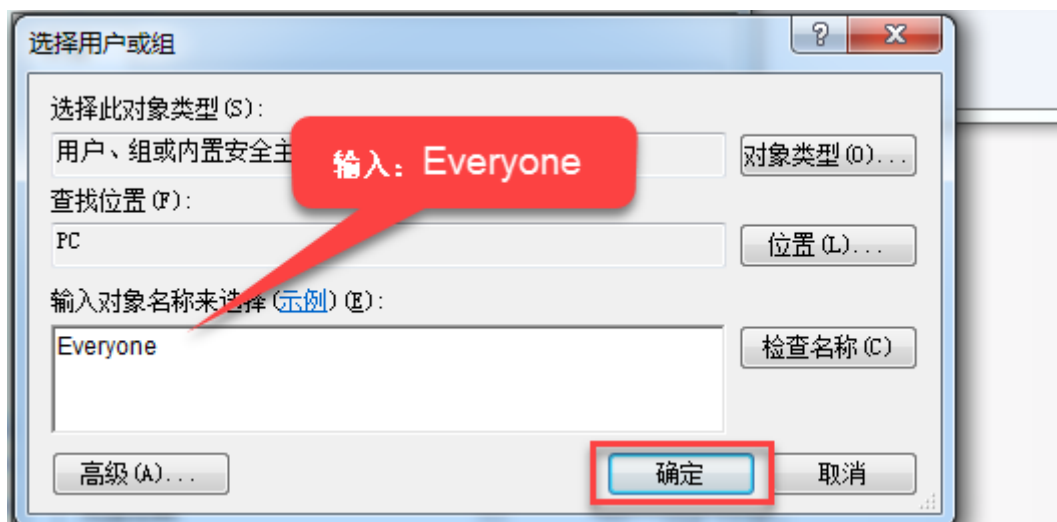 选择用户或组
选择此对象类型(S):
用户、组或内置安全主
对象类型(O)...
输入: Everyone
查找位置(F):
PC
位置(L)...
输入对象名称来选择(示例)(E):
Everyone
检查名称(C)
高级(A)...
确定
取消